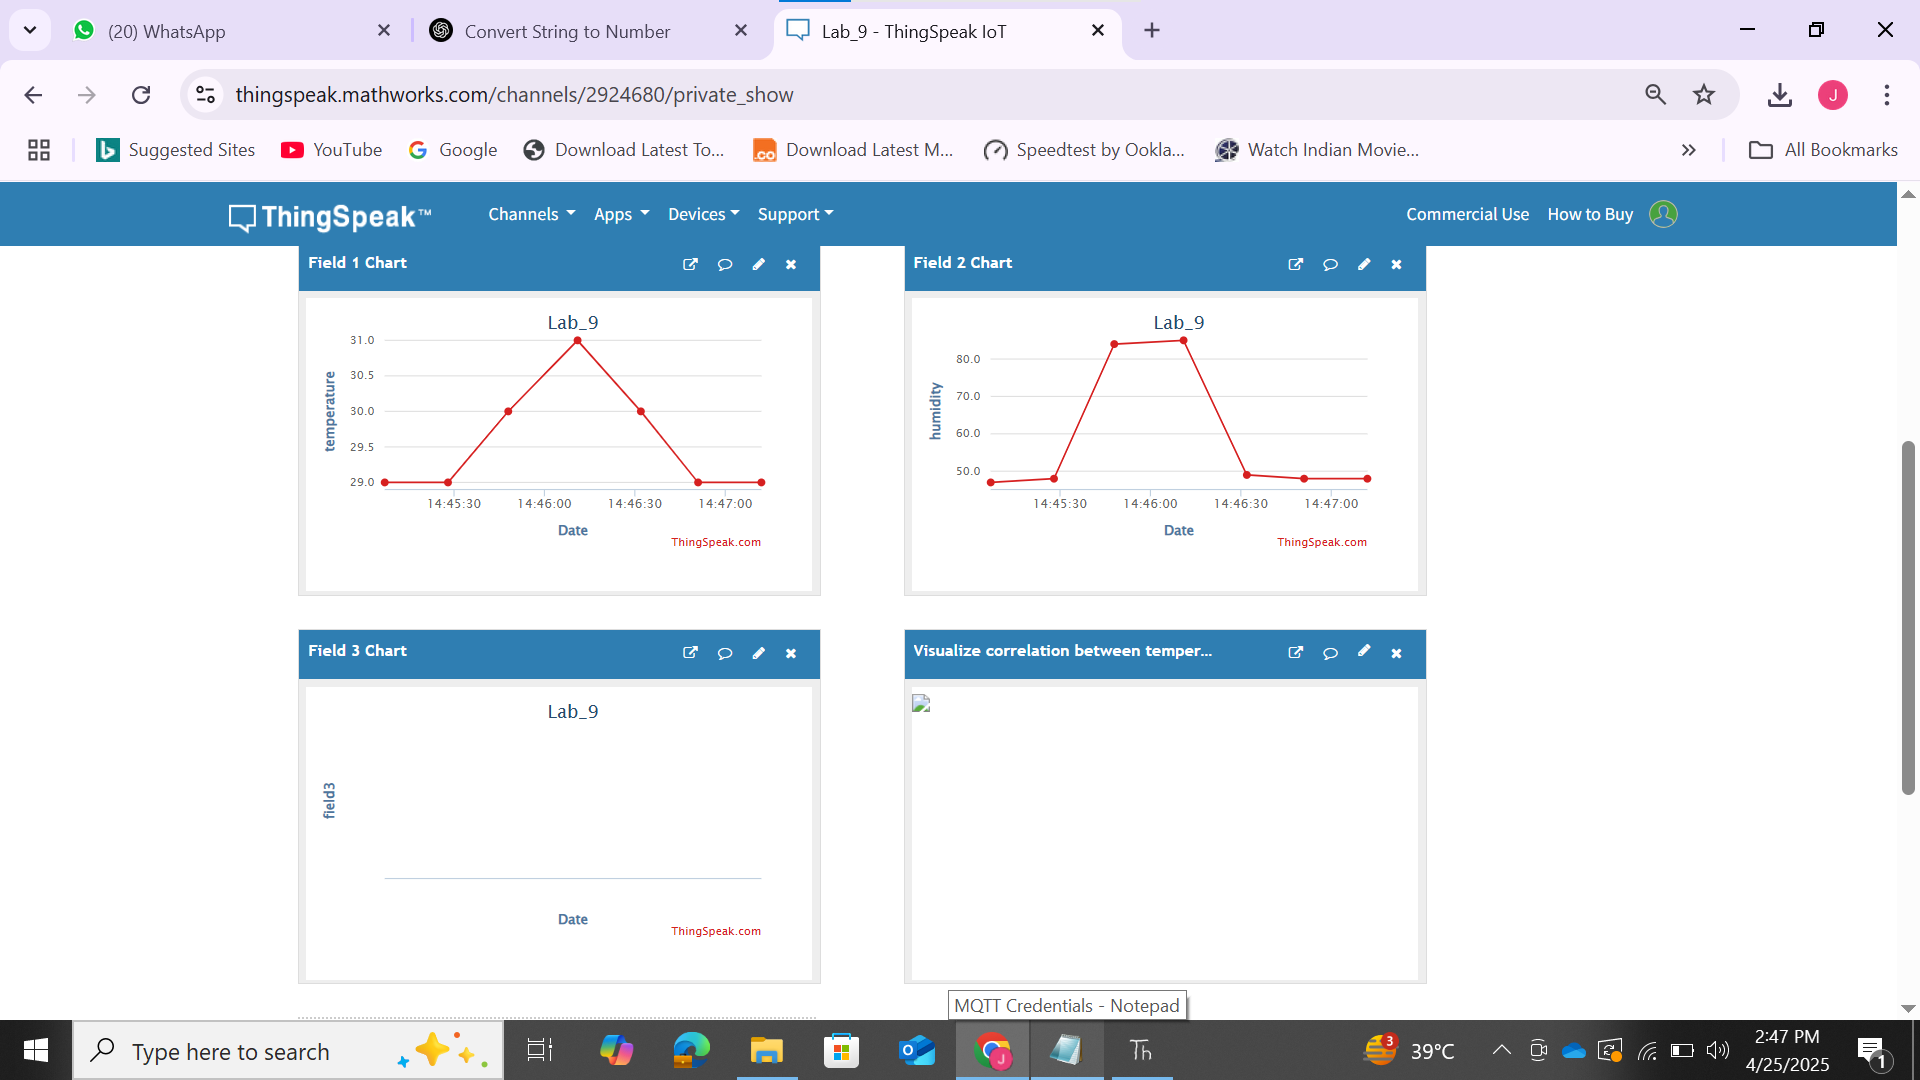 (20) WhatsApp
Convert String to Number
Lab_9 - ThingSpeak IoT
thingspeak.mathworks.com/channels/2924680/private_show
J
Suggested Sites
YouTube
Google
Download Latest To...
Download Latest M...
Speedtest by Ookla...
Watch Indian Movie...
All Bookmarks
ThingSpeak™
Channels
Apps
Devices
Support
Commercial Use
How to Buy
Field 1 Chart
Lab_9
temperature
31.0
30.5
30.0
29.5
29.0
14:45:30 14:46:00 14:46:30 14:47:00
Date
ThingSpeak.com
Field 2 Chart
Lab_9
humidity
80.0
70.0
60.0
50.0
14:45:30 14:46:00 14:46:30 14:47:00
Date
ThingSpeak.com
Field 3 Chart
Lab_9
field3
Date
ThingSpeak.com
Visualize correlation between temper...
MQTT Credentials - Notepad
Type here to search
J
Th
3
39°C
2:47 PM
4/25/2025
1